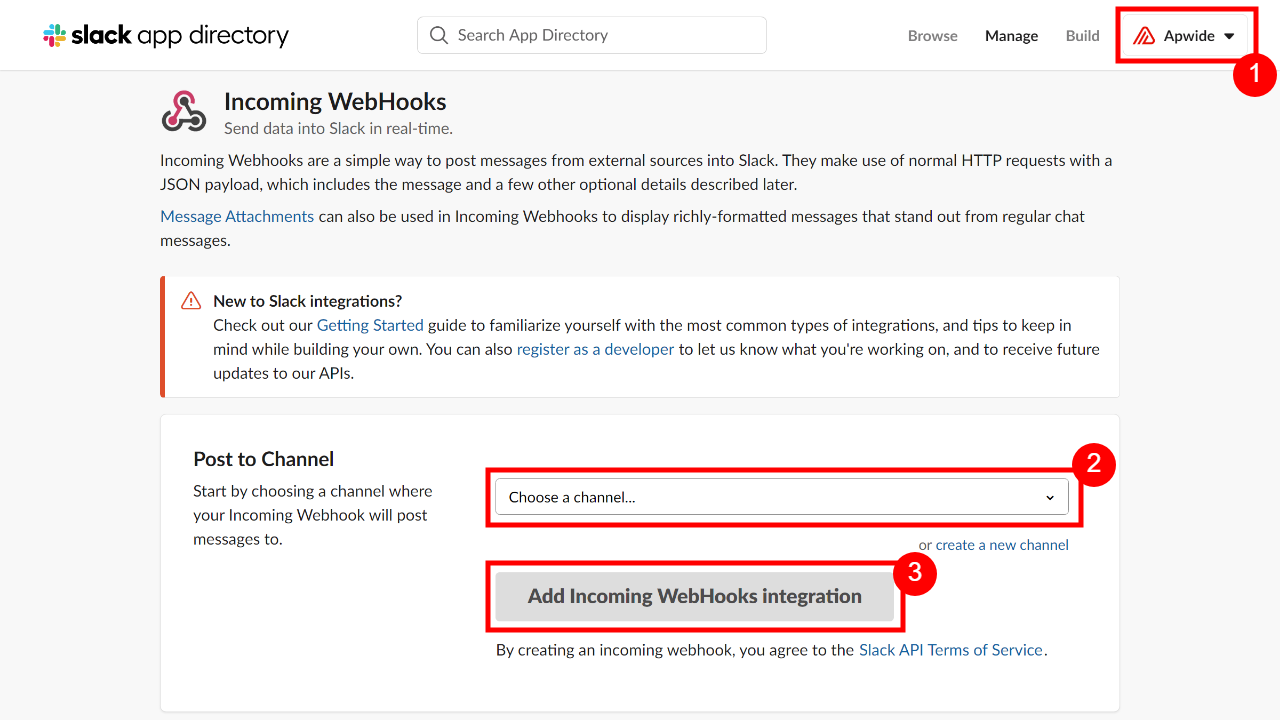 slack app directory
Search App Directory
Browse
Manage
Build
Apwide
1
Incoming WebHooks
Send data into Slack in real-time.
Incoming Webhooks are a simple way to post messages from external sources into Slack. They make use of normal HTTP requests with a
JSON payload, which includes the message and a few other optional details described later.
Message Attachments can also be used in Incoming Webhooks to display richly-formatted messages that stand out from regular chat
messages.
New to Slack integrations?
Check out our Getting Started guide to familiarize yourself with the most common types of integrations, and tips to keep in
mind while building your own. You can also register as a developer to let us know what you're working on, and to receive future
updates to our APIs.
Post to Channel
Start by choosing a channel where
your Incoming Webhook will post
messages to.
2
Choose a channel...
or create a new channel
3
Add Incoming WebHooks integration
By creating an incoming webhook, you agree to the Slack API Terms of Service.